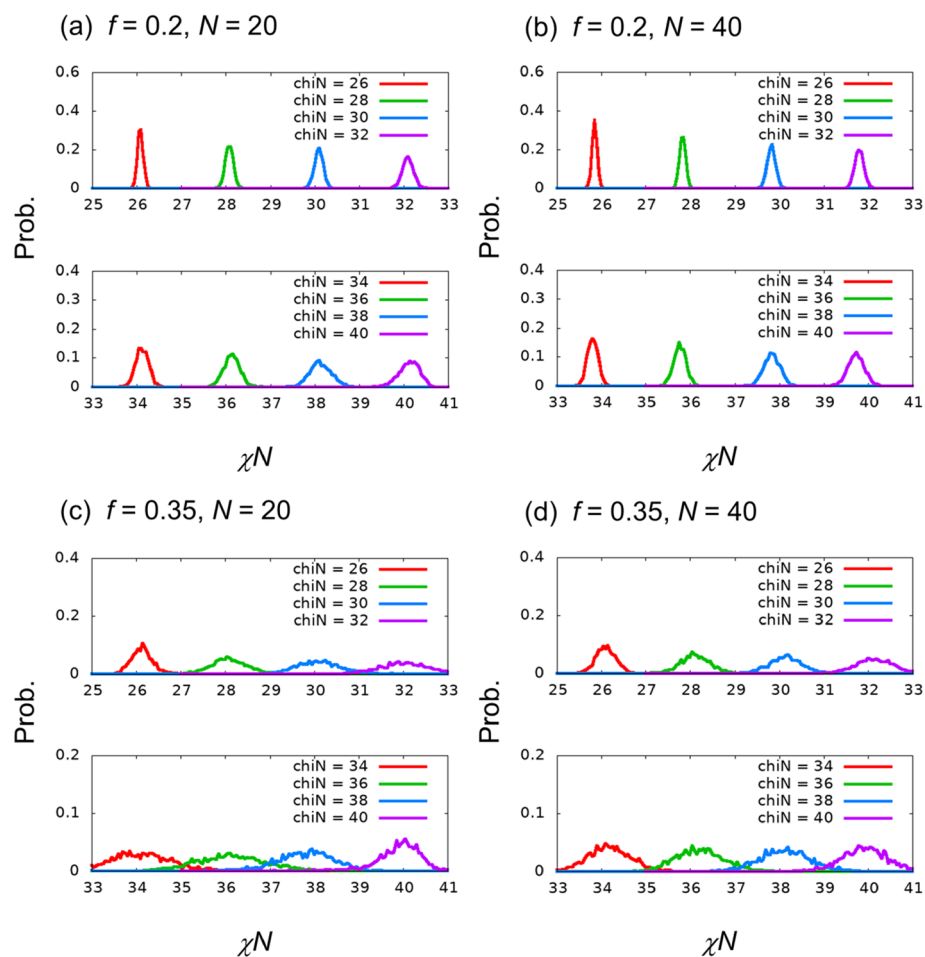 (a) f = 0.2, N = 20
0.6
0.4
0.2
0
chiN = 26
chiN = 28
chiN = 30
chiN = 32
25 26 27 28 29 30 31 32 33
0.4
0.3
0.2
0.1
0
chiN = 34
chiN = 36
chiN = 38
chiN = 40
33 34 35 36 37 38 39 40 41
Prob.
χN
(b) f = 0.2, N = 40
0.6
0.4
0.2
0
chiN = 26
chiN = 28
chiN = 30
chiN = 32
25 26 27 28 29 30 31 32 33
0.4
0.3
0.2
0.1
0
chiN = 34
chiN = 36
chiN = 38
chiN = 40
33 34 35 36 37 38 39 40 41
Prob.
χN
(c) f = 0.35, N = 20
0.4
0.2
0
chiN = 26
chiN = 28
chiN = 30
chiN = 32
25 26 27 28 29 30 31 32 33
0.2
0.1
0
chiN = 34
chiN = 36
chiN = 38
chiN = 40
33 34 35 36 37 38 39 40 41
Prob.
χN
(d) f = 0.35, N = 40
0.4
0.2
0
chiN = 26
chiN = 28
chiN = 30
chiN = 32
25 26 27 28 29 30 31 32 33
0.2
0.1
0
chiN = 34
chiN = 36
chiN = 38
chiN = 40
33 34 35 36 37 38 39 40 41
Prob.
χN